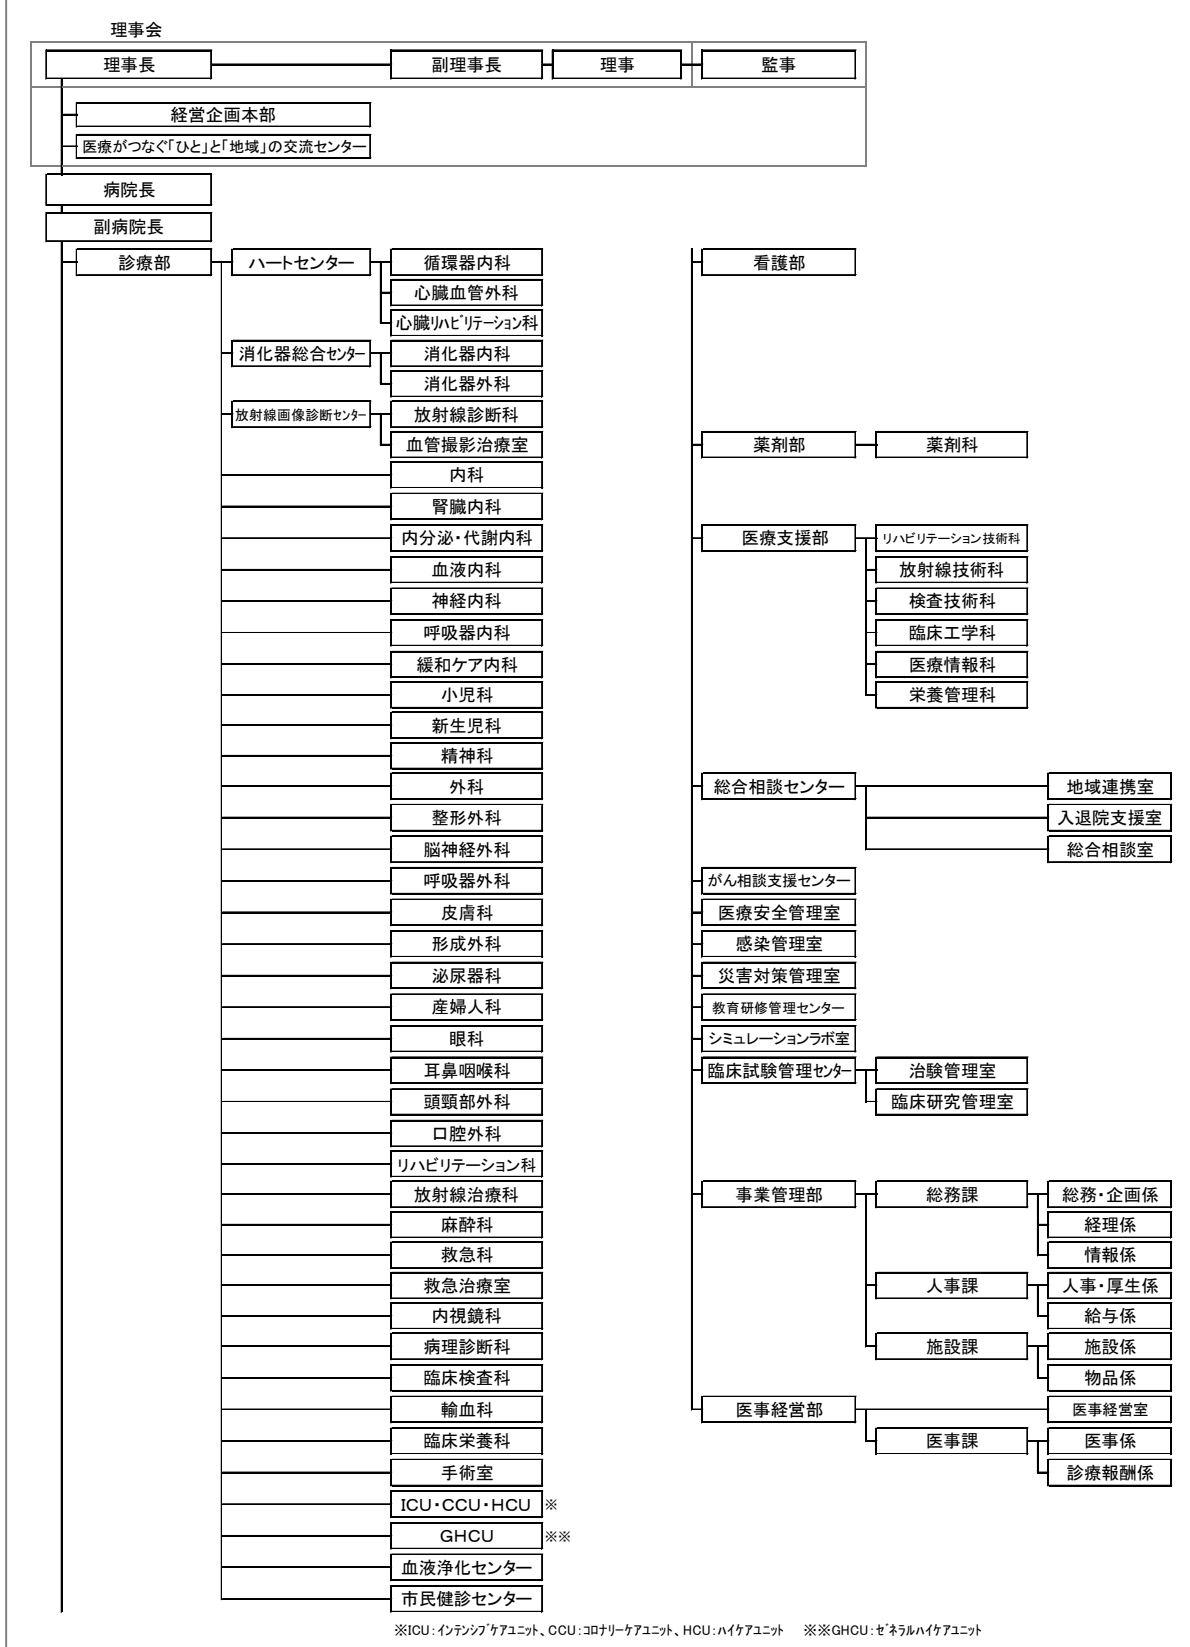 理事会
理事長 副理事長 理事 監事
経営企画本部
医療がつなぐ「ひと」と「地域」の交流センター
病院長
副病院長
診療部 ハートセンター 循環器内科
心臓血管外科
心臓リハビリテーション科
消化器総合センター 消化器内科
消化器外科
放射線画像診断センター 放射線診断科
血管撮影治療室
内科
腎臓内科
内分泌・代謝内科
血液内科
神経内科
呼吸器内科
緩和ケア内科
小児科
新生児科
精神科
外科
整形外科
脳神経外科
呼吸器外科
皮膚科
形成外科
泌尿器科
産婦人科
眼科
耳鼻咽喉科
頭頸部外科
口腔外科
リハビリテーション科
放射線治療科
麻酔科
救急科
救急治療室
内視鏡科
病理診断科
臨床検査科
輸血科
臨床栄養科
手術室
ICU・CCU・HCU ※
GHCU ※※
血液浄化センター
市民健診センター
看護部
薬剤部 薬剤科
医療支援部 リハビリテーション技術科
放射線技術科
検査技術科
臨床工学科
医療情報科
栄養管理科
総合相談センター 地域連携室
入退院支援室
総合相談室
がん相談支援センター
医療安全管理室
感染管理室
災害対策管理室
教育研修管理センター
シミュレーションラボ室
臨床試験管理センター 治験管理室
臨床研究管理室
事業管理部 総務課 総務・企画係
経理係
情報係
人事課 人事・厚生係
給与係
施設課 施設係
物品係
医事経営部 医事経営室
医事課 医事係
診療報酬係
※ICU：インテンシブケアユニット、CCU：コロナリーケアユニット、HCU：ハイケアユニット ※※GHCU：ゼネラルハイケアユニット